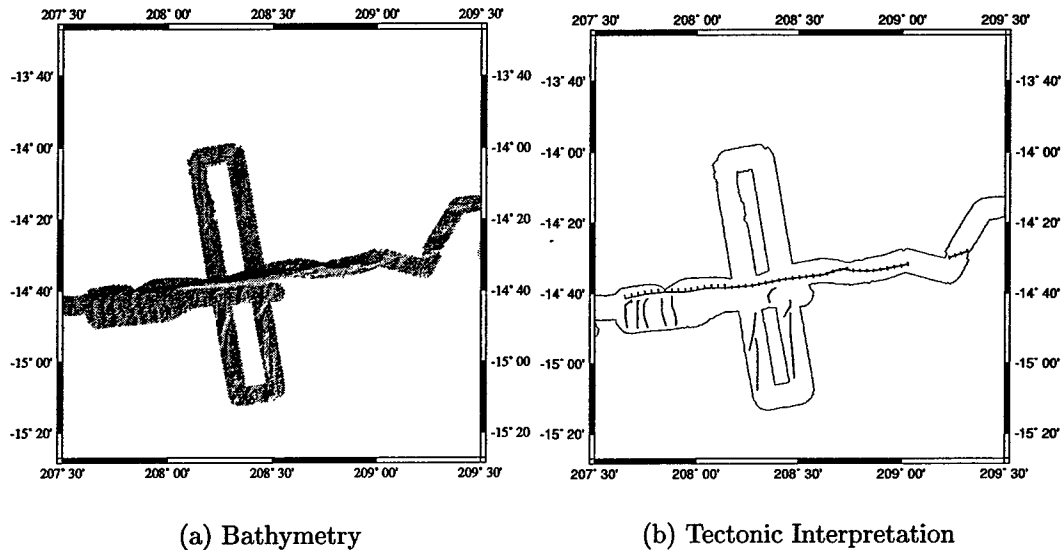 207° 30' 208° 00' 208° 30' 209° 00' 209° 30'
207° 30' 208° 00' 208° 30' 209° 00' 209° 30'
-13° 40' -13° 40 -13° 40' -13° 40'
-14° 00' -14° 00' -14° 00' -14° 00'
-14° 20' -14° 20' -14° 20' -14° 20'
-14° 40' -14° 40' -14° 40' -14° 40'
-15° 00' -15° 00' -15° 00' -15° 00'
-15° 20' -15° 20 -15° 20' -15° 20'
207° 30' 208° 00' 208° 30' 209° 00' 209° 30'
207° 30' 208° 00' 208° 30' 209° 00' 209° 30'
(a) Bathymetry (b) Tectonic Interpretation